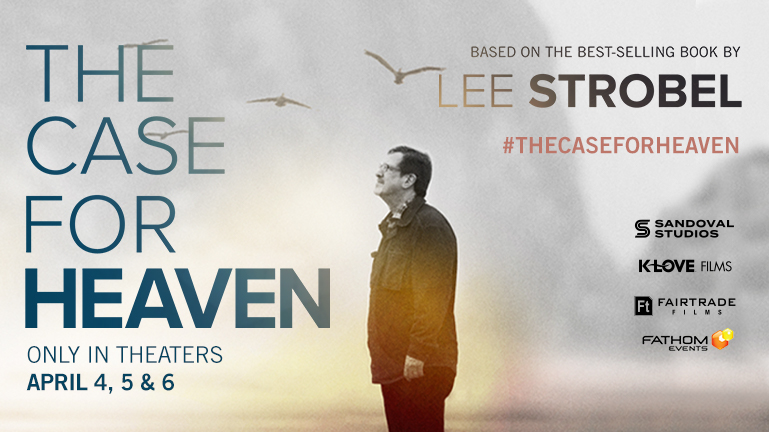 THE
CASE
FOR
HEAVEN
ONLY IN THEATERS
APRIL 4, 5 & 6
BASED ON THE BEST-SELLING BOOK BY
LEE STROBEL
#THECASEFORHEAVEN
SANDOVAL
STUDIOS
K-LOVE FILMS
Ft FAIRTRADE
FILMS
FATHOM
EVENTS